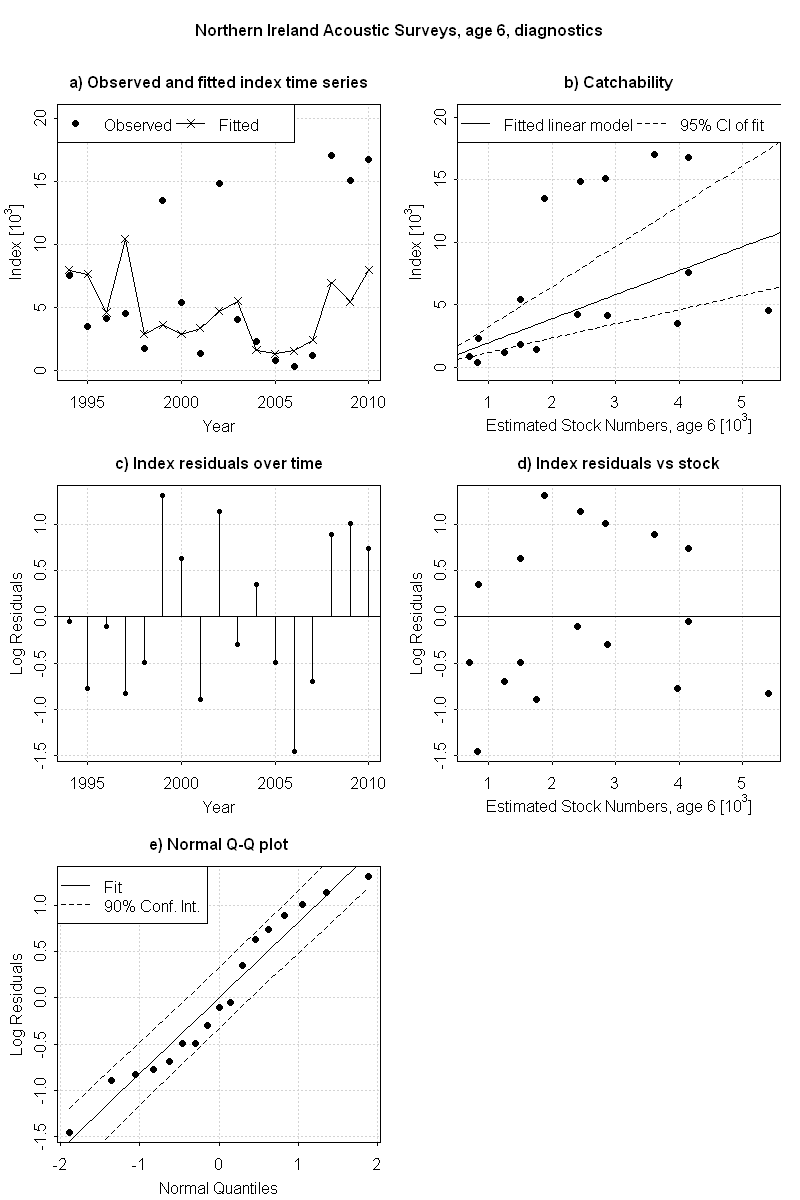 Northern Ireland Acoustic Surveys, age 6, diagnostics
a) Observed and fitted index time series
Observed Fitted
20
15
10
5
0
Index [10³]
1995 2000 2005 2010
Year
b) Catchability
Fitted linear model 95% CI of fit
20
15
10
5
0
Index [10³]
1 2 3 4 5
Estimated Stock Numbers, age 6 [10³]
c) Index residuals over time
1.0
0.5
0.0
-0.5
-1.0
-1.5
Log Residuals
1995 2000 2005 2010
Year
d) Index residuals vs stock
1.0
0.5
0.0
-0.5
-1.0
-1.5
Log Residuals
1 2 3 4 5
Estimated Stock Numbers, age 6 [10³]
e) Normal Q-Q plot
Fit
90% Conf. Int.
1.0
0.5
0.0
-0.5
-1.0
-1.5
Log Residuals
-2 -1 0 1 2
Normal Quantiles